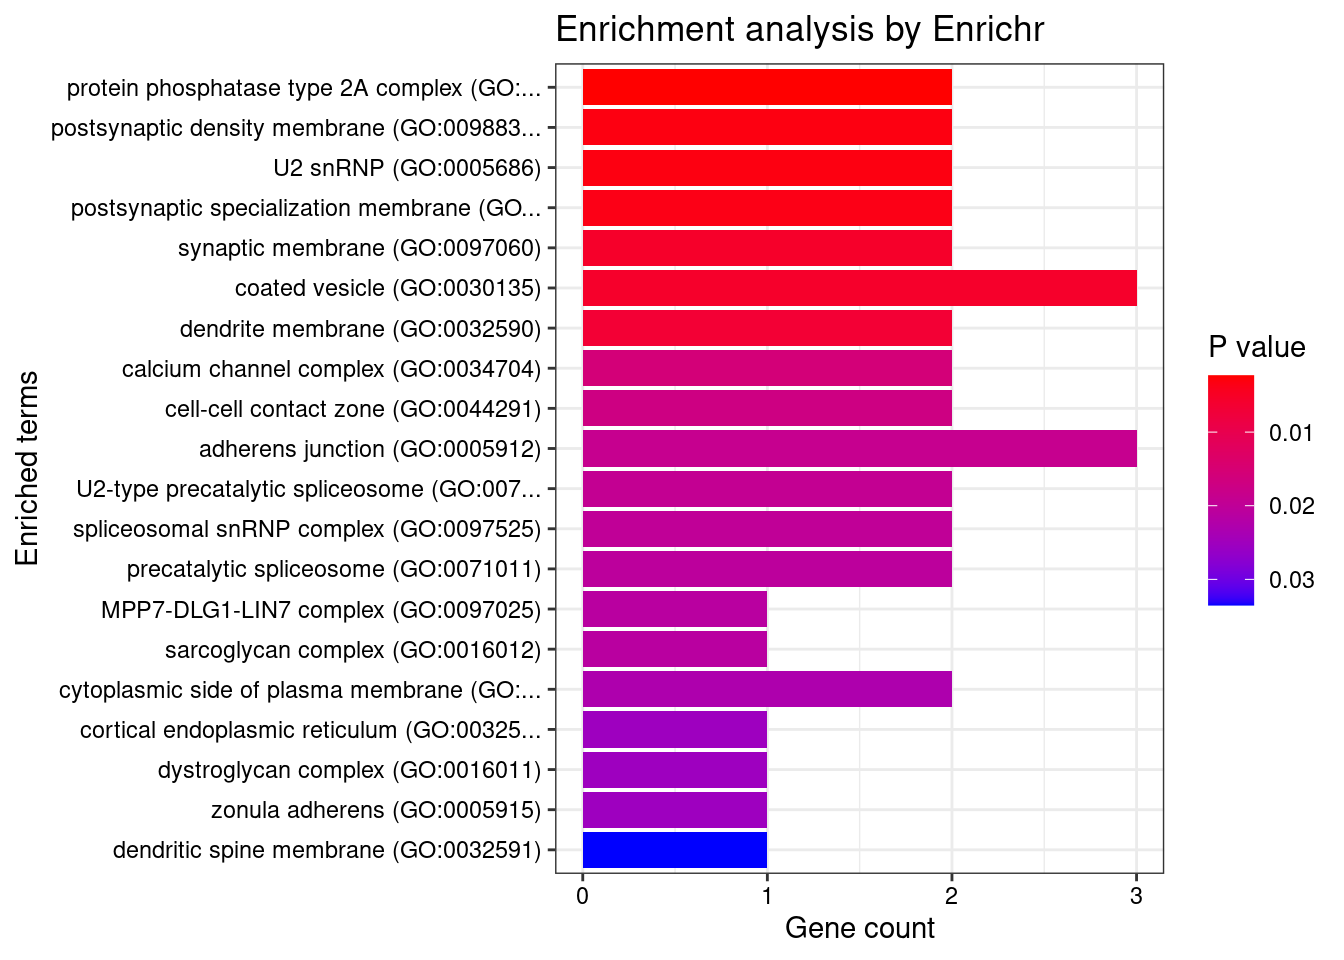 Enrichment analysis by Enrichr
protein phosphatase type 2A complex (GO:...
postsynaptic density membrane (GO:009883...
U2 snRNP (GO:0005686)
postsynaptic specialization membrane (GO...
synaptic membrane (GO:0097060)
coated vesicle (GO:0030135)
dendrite membrane (GO:0032590)
calcium channel complex (GO:0034704)
cell-cell contact zone (GO:0044291)
adherens junction (GO:0005912)
U2-type precatalytic spliceosome (GO:007...
spliceosomal snRNP complex (GO:0097525)
precatalytic spliceosome (GO:0071011)
MPP7-DLG1-LIN7 complex (GO:0097025)
sarcoglycan complex (GO:0016012)
cytoplasmic side of plasma membrane (GO:...
cortical endoplasmic reticulum (GO:00325...
dystroglycan complex (GO:0016011)
zonula adherens (GO:0005915)
dendritic spine membrane (GO:0032591)
Enriched terms
0 1 2 3
Gene count
P value
0.01
0.02
0.03